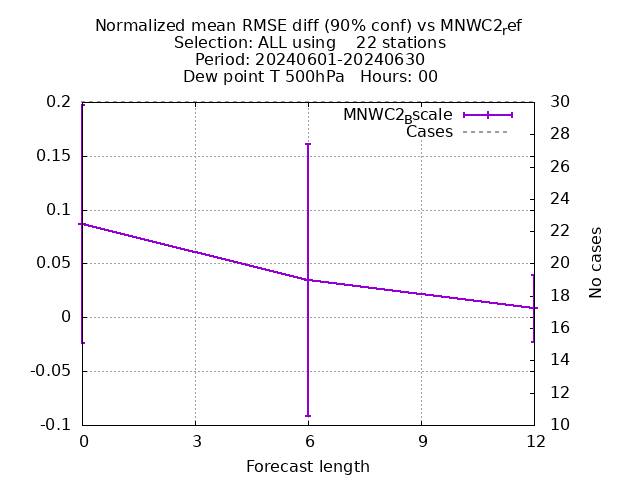 Normalized mean RMSE diff (90% conf) vs MNWC2_ref
Selection: ALL using 22 stations
Period: 20240601-20240630
Dew point T 500hPa Hours: 00
MNWC2_Bscale
Cases
0.2
0.15
0.1
0.05
0
-0.05
-0.1
30
28
26
24
22
20
18
16
14
12
10
No cases
0 3 6 9 12
Forecast length